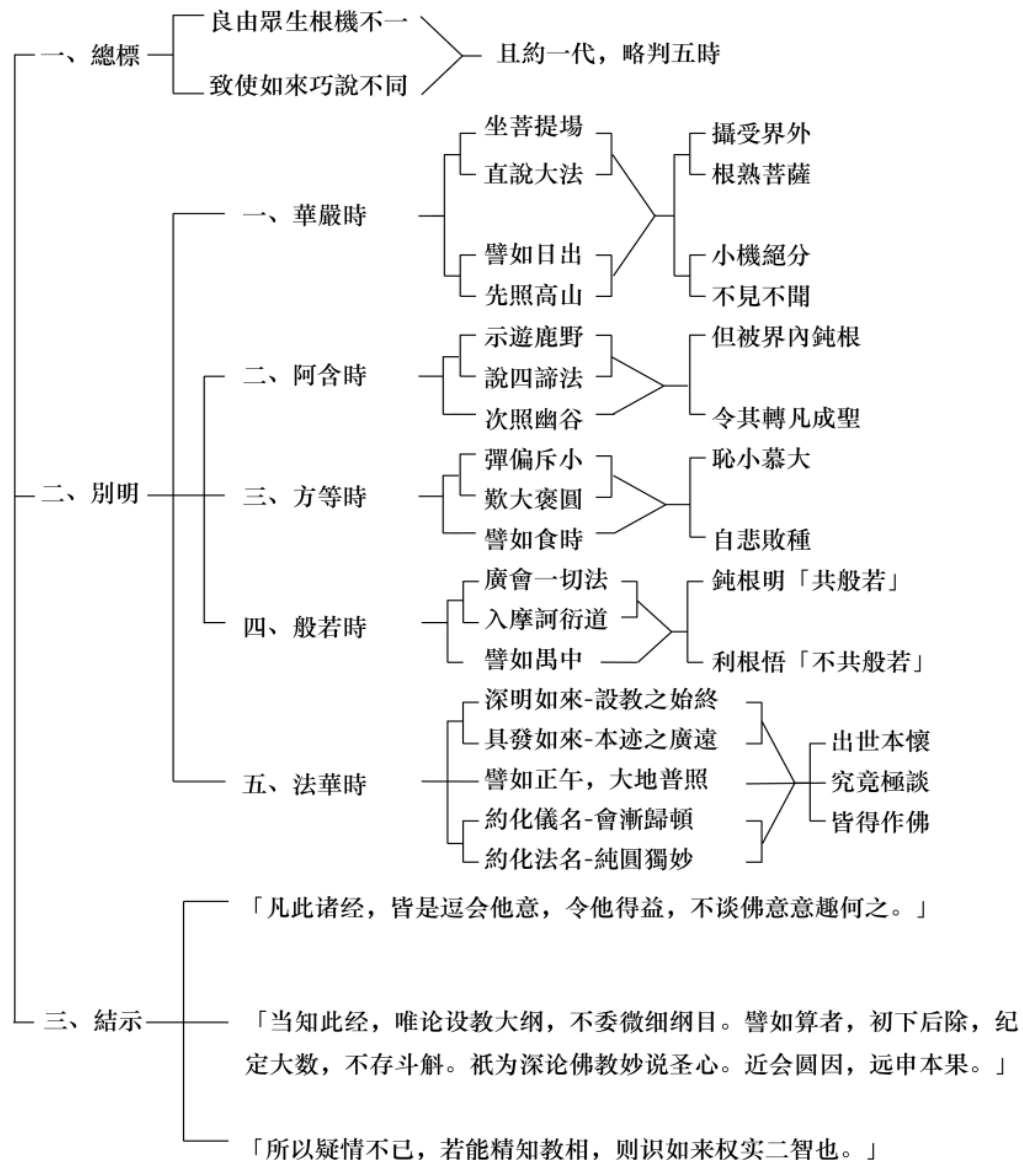 一、總標
良由眾生根機不一
致使如來巧說不同
且約一代，略判五時
二、別明
一、華嚴時
坐菩提場
直說大法
譬如日出
先照高山
攝受界外
根熟菩薩
小機絕分
不見不聞
二、阿含時
示遊鹿野
說四諦法
次照幽谷
但被界內鈍根
令其轉凡成聖
三、方等時
彈偏斥小
歎大褒圓
譬如食時
恥小慕大
自悲敗種
四、般若時
廣會一切法
入摩訶衍道
譬如禺中
鈍根明「共般若」
利根悟「不共般若」
五、法華時
深明如來-設教之始終
具發如來-本迹之廣遠
譬如正午，大地普照
約化儀名-會漸歸頓
約化法名-純圓獨妙
出世本懷
究竟極談
皆得作佛
三、結示
「凡此诸经，皆是逗会他意，令他得益，不谈佛意意趣何之。」
「当知此经，唯论设教大纲，不委微细纲目。譬如算者，初下后除，纪
定大数，不存斗斛。祇为深论佛教妙说圣心。近会圆因，远申本果。」
「所以疑情不已，若能精知教相，则识如来权实二智也。」